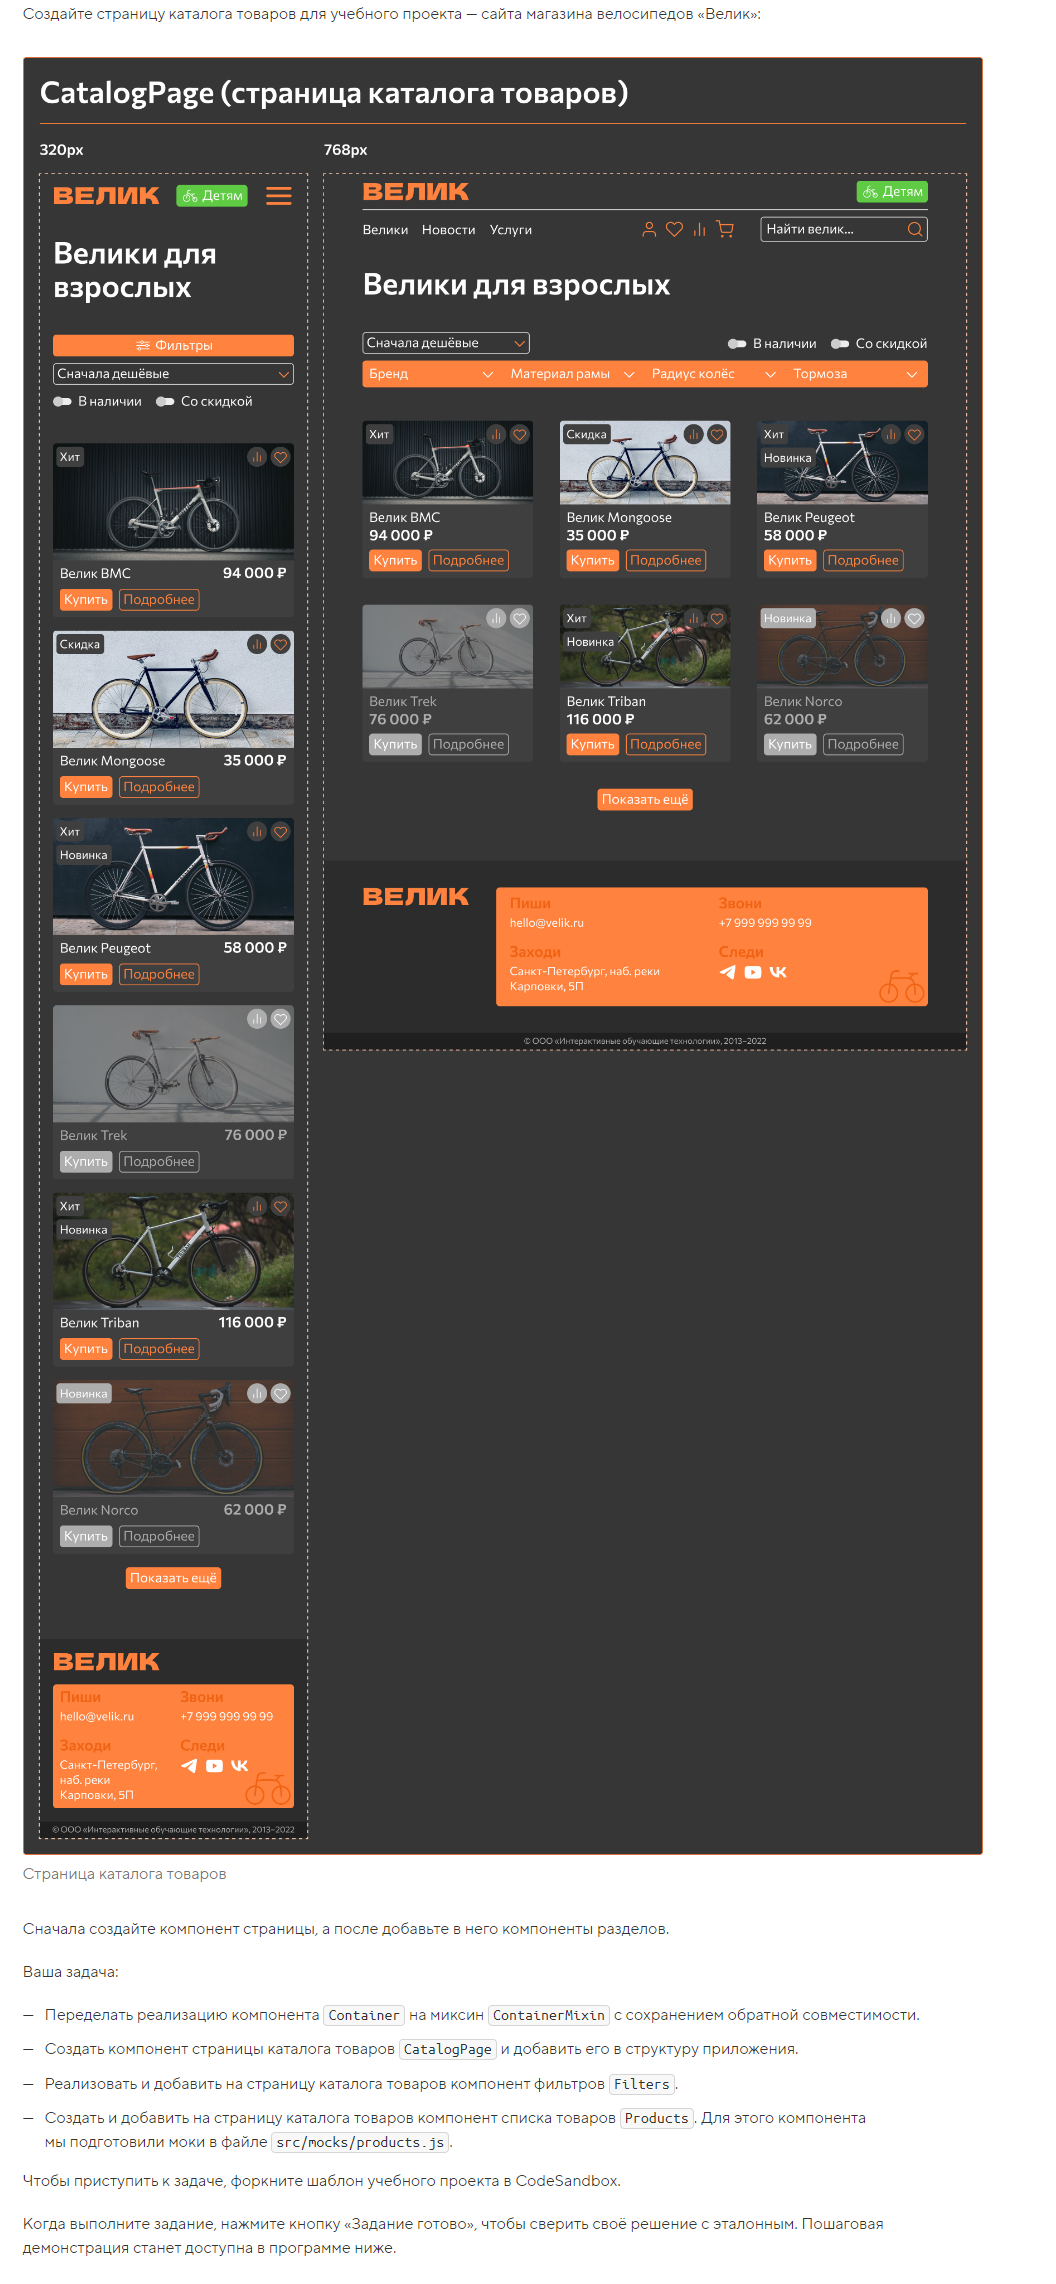 Создайте страницу каталога товаров для учебного проекта — сайта магазина велосипедов «Велик»:
CatalogPage (страница каталога товаров)
320px
ВЕЛИК
Детям
Велики для
взрослых
Фильтры
Сначала дешёвые
В наличии Со скидкой
Хит
Велик BMC 94 000 ₽
Купить Подробнее
Скидка
Велик Mongoose 35 000 ₽
Купить Подробнее
Хит
Новинка
Велик Peugeot 58 000 ₽
Купить Подробнее
Велик Trek 76 000 ₽
Купить Подробнее
Хит
Новинка
Велик Triban 116 000 ₽
Купить Подробнее
Новинка
Велик Norco 62 000 ₽
Купить Подробнее
Показать ещё
ВЕЛИК
Пиши Звони
hello@velik.ru +7 999 999 99 99
Заходи Следи
Санкт-Петербург,
наб. реки
Карповки, 5П
© ООО «Интерактивные обучающие технологии», 2013–2022
768px
ВЕЛИК Детям
Велики Новости Услуги Найти велик...
Велики для взрослых
Сначала дешёвые В наличии Со скидкой
Бренд Материал рамы Радиус колёс Тормоза
Хит Скидка Хит
Новинка
Велик BMC Велик Mongoose Велик Peugeot
94 000 ₽ 35 000 ₽ 58 000 ₽
Купить Подробнее Купить Подробнее Купить Подробнее
Хит Новинка
Новинка
Велик Trek Велик Triban Велик Norco
76 000 ₽ 116 000 ₽ 62 000 ₽
Купить Подробнее Купить Подробнее Купить Подробнее
Показать ещё
ВЕЛИК
Пиши Звони
hello@velik.ru +7 999 999 99 99
Заходи Следи
Санкт-Петербург, наб. реки
Карповки, 5П
© ООО «Интерактивные обучающие технологии», 2013–2022
Страница каталога товаров
Сначала создайте компонент страницы, а после добавьте в него компоненты разделов.
Ваша задача:
— Переделать реализацию компонента Container на миксин ContainerMixin с сохранением обратной совместимости.
— Создать компонент страницы каталога товаров CatalogPage и добавить его в структуру приложения.
— Реализовать и добавить на страницу каталога товаров компонент фильтров Filters.
— Создать и добавить на страницу каталога товаров компонент списка товаров Products. Для этого компонента
мы подготовили моки в файле src/mocks/products.js.
Чтобы приступить к задаче, форкните шаблон учебного проекта в CodeSandbox.
Когда выполните задание, нажмите кнопку «Задание готово», чтобы сверить своё решение с эталонным. Пошаговая
демонстрация станет доступна в программе ниже.